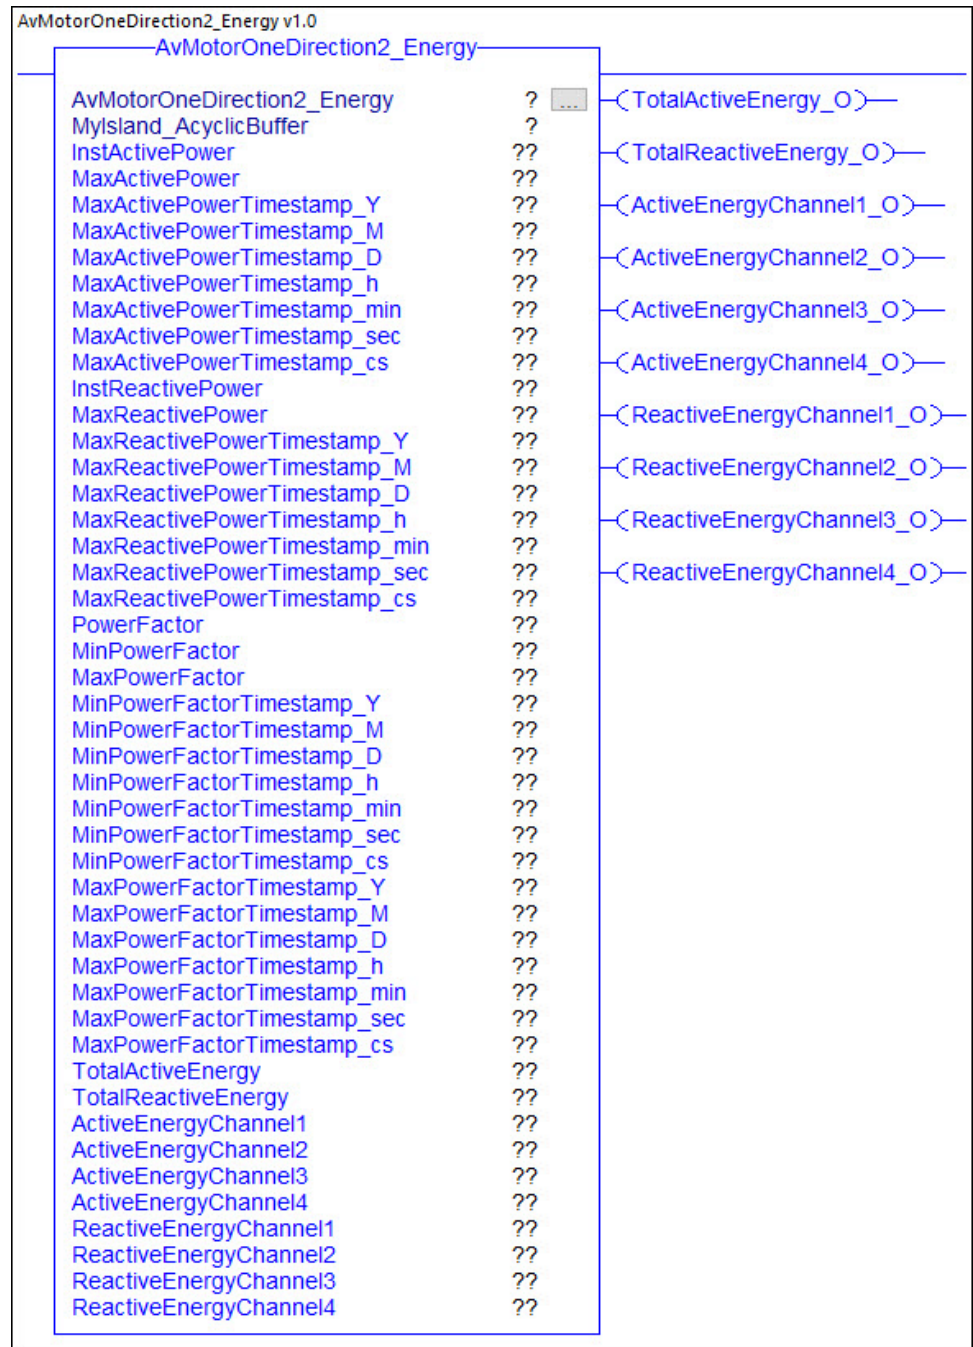 AvMotorOneDirection2_Energy v1.0
AvMotorOneDirection2_Energy
AvMotorOneDirection2_Energy ? ... TotalActiveEnergy_O
MyIsland_AcyclicBuffer ?
InstActivePower ?? TotalReactiveEnergy_O
MaxActivePower ??
MaxActivePowerTimestamp_Y ?? ActiveEnergyChannel1_O
MaxActivePowerTimestamp_M ??
MaxActivePowerTimestamp_D ?? ActiveEnergyChannel2_O
MaxActivePowerTimestamp_h ??
MaxActivePowerTimestamp_min ?? ActiveEnergyChannel3_O
MaxActivePowerTimestamp_sec ??
MaxActivePowerTimestamp_cs ?? ActiveEnergyChannel4_O
InstReactivePower ??
MaxReactivePower ?? ReactiveEnergyChannel1_O
MaxReactivePowerTimestamp_Y ??
MaxReactivePowerTimestamp_M ?? ReactiveEnergyChannel2_O
MaxReactivePowerTimestamp_D ??
MaxReactivePowerTimestamp_h ?? ReactiveEnergyChannel3_O
MaxReactivePowerTimestamp_min ??
MaxReactivePowerTimestamp_sec ?? ReactiveEnergyChannel4_O
MaxReactivePowerTimestamp_cs ??
PowerFactor ??
MinPowerFactor ??
MaxPowerFactor ??
MinPowerFactorTimestamp_Y ??
MinPowerFactorTimestamp_M ??
MinPowerFactorTimestamp_D ??
MinPowerFactorTimestamp_h ??
MinPowerFactorTimestamp_min ??
MinPowerFactorTimestamp_sec ??
MinPowerFactorTimestamp_cs ??
MaxPowerFactorTimestamp_Y ??
MaxPowerFactorTimestamp_M ??
MaxPowerFactorTimestamp_D ??
MaxPowerFactorTimestamp_h ??
MaxPowerFactorTimestamp_min ??
MaxPowerFactorTimestamp_sec ??
MaxPowerFactorTimestamp_cs ??
TotalActiveEnergy ??
TotalReactiveEnergy ??
ActiveEnergyChannel1 ??
ActiveEnergyChannel2 ??
ActiveEnergyChannel3 ??
ActiveEnergyChannel4 ??
ReactiveEnergyChannel1 ??
ReactiveEnergyChannel2 ??
ReactiveEnergyChannel3 ??
ReactiveEnergyChannel4 ??